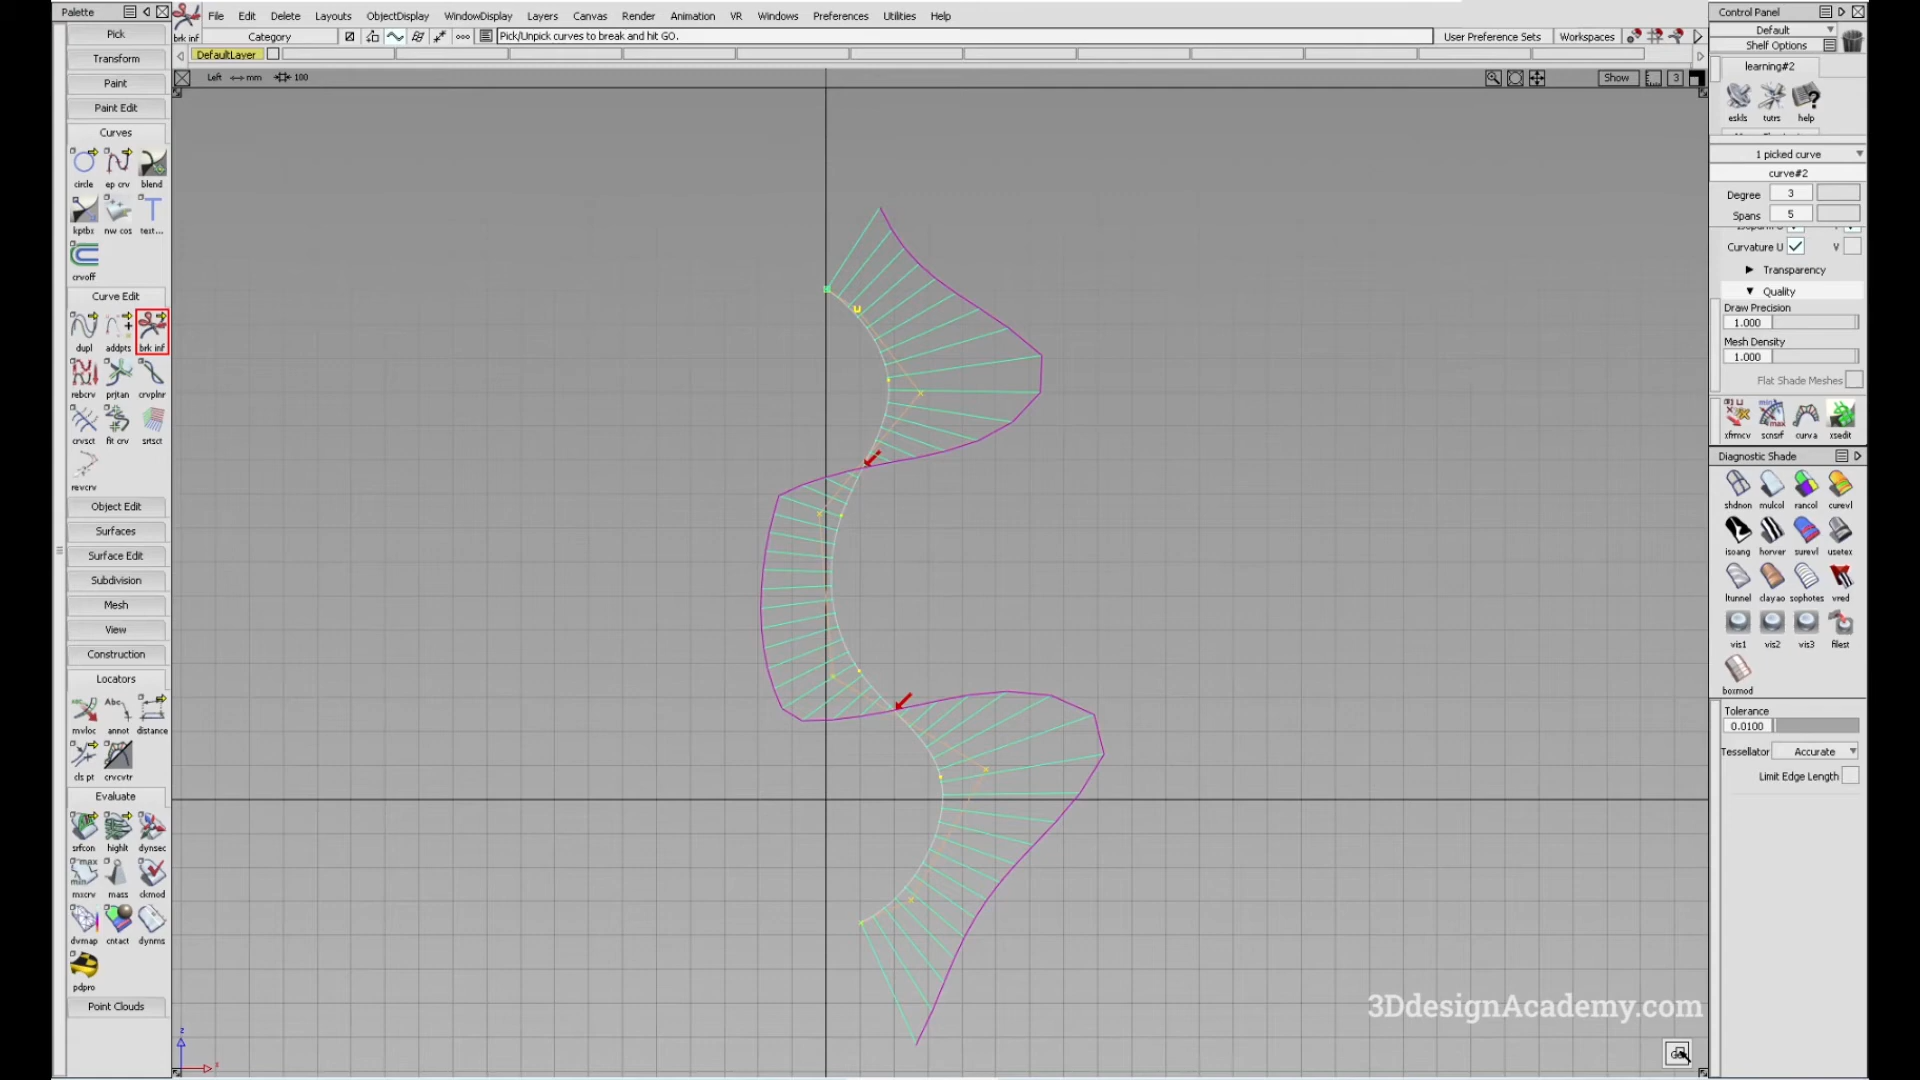 Palette
File Edit Delete Layouts ObjectDisplay WindowDisplay Layers Canvas Render Animation VR Windows Preferences Utilities Help
brk inf
Category
Pick/Unpick curves to break and hit GO.
User Preference Sets
Workspaces
DefaultLayer
Left mm 100
Show
3
Pick
Transform
Paint
Paint Edit
Curves
circle ep crv blend
kptbx nw cos text...
crvoff
Curve Edit
dupl addpts brk inf
rebcrv prjtan crvplnr
crvsct fit crv srtsct
revcrv
Object Edit
Surfaces
Surface Edit
Subdivision
Mesh
View
Construction
Locators
mvloc annot distance
cls pt crvcvtr
Evaluate
srfcon highlt dynsec
mxcrv mass ckmod
dvmap cntact dynms
pdpro
Point Clouds
U
z
x
3DdesignAcademy.com
Control Panel
Default
Shelf Options
learning#2
eskls tutrs help
1 picked curve
curve#2
Degree 3
Spans 5
Curvature U V
Transparency
Quality
Draw Precision
1.000
Mesh Density
1.000
Flat Shade Meshes
xfrmcv scnsrf curva xsedit
Diagnostic Shade
shdnon mulcol rancol curevl
isoang horver surevl usetex
ltunnel clayao sophotes vred
vis1 vis2 vis3 filest
boxmod
Tolerance
0.0100
Tessellator Accurate
Limit Edge Length